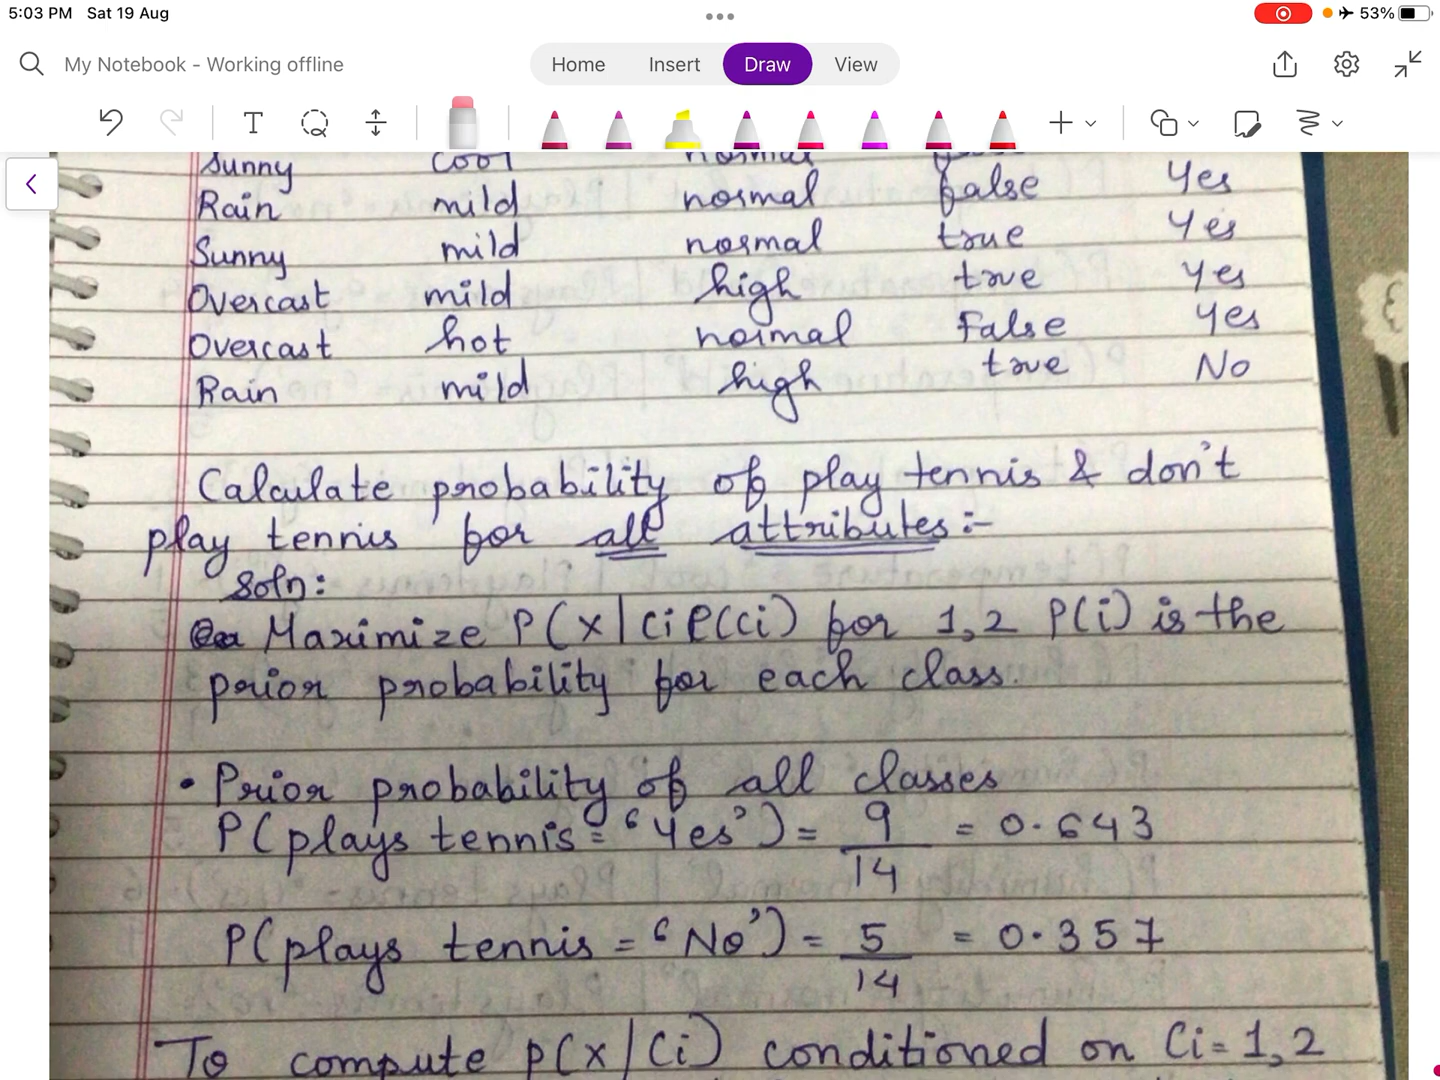 5:03 PM Sat 19 Aug
53%
My Notebook - Working offline
Home Insert Draw View
T
Sunny cool normal
Rain mild normal false Yes
Sunny mild normal true Yes
Overcast mild high true Yes
Overcast hot normal False Yes
Rain mild high true No
Calculate probability of play tennis & don't
play tennis for all attributes :-
Soln:
Maximize P(x|Ci P(Ci) for 1,2 P(i) is the
prior probability for each class.
• Prior probability of all classes
P(plays tennis = 'Yes') = 9/14 = 0.643
P(plays tennis = 'No') = 5/14 = 0.357
To compute P(x/Ci) conditioned on Ci = 1,2